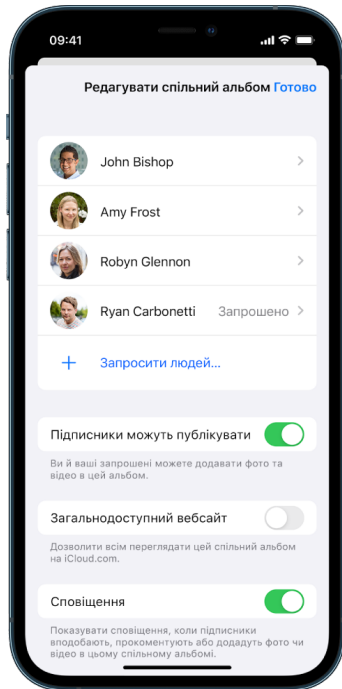 09:41
Редагувати спільний альбом Готово
John Bishop
Amy Frost
Robyn Glennon
Ryan Carbonetti Запрошено
Запросити людей...
Підписники можуть публікувати
Ви й ваші запрошені можете додавати фото та
відео в цей альбом.
Загальнодоступний вебсайт
Дозволити всім переглядати цей спільний альбом
на iCloud.com.
Сповіщення
Показувати сповіщення, коли підписники
вподобають, прокоментують або додадуть фото чи
відео в цьому спільному альбомі.